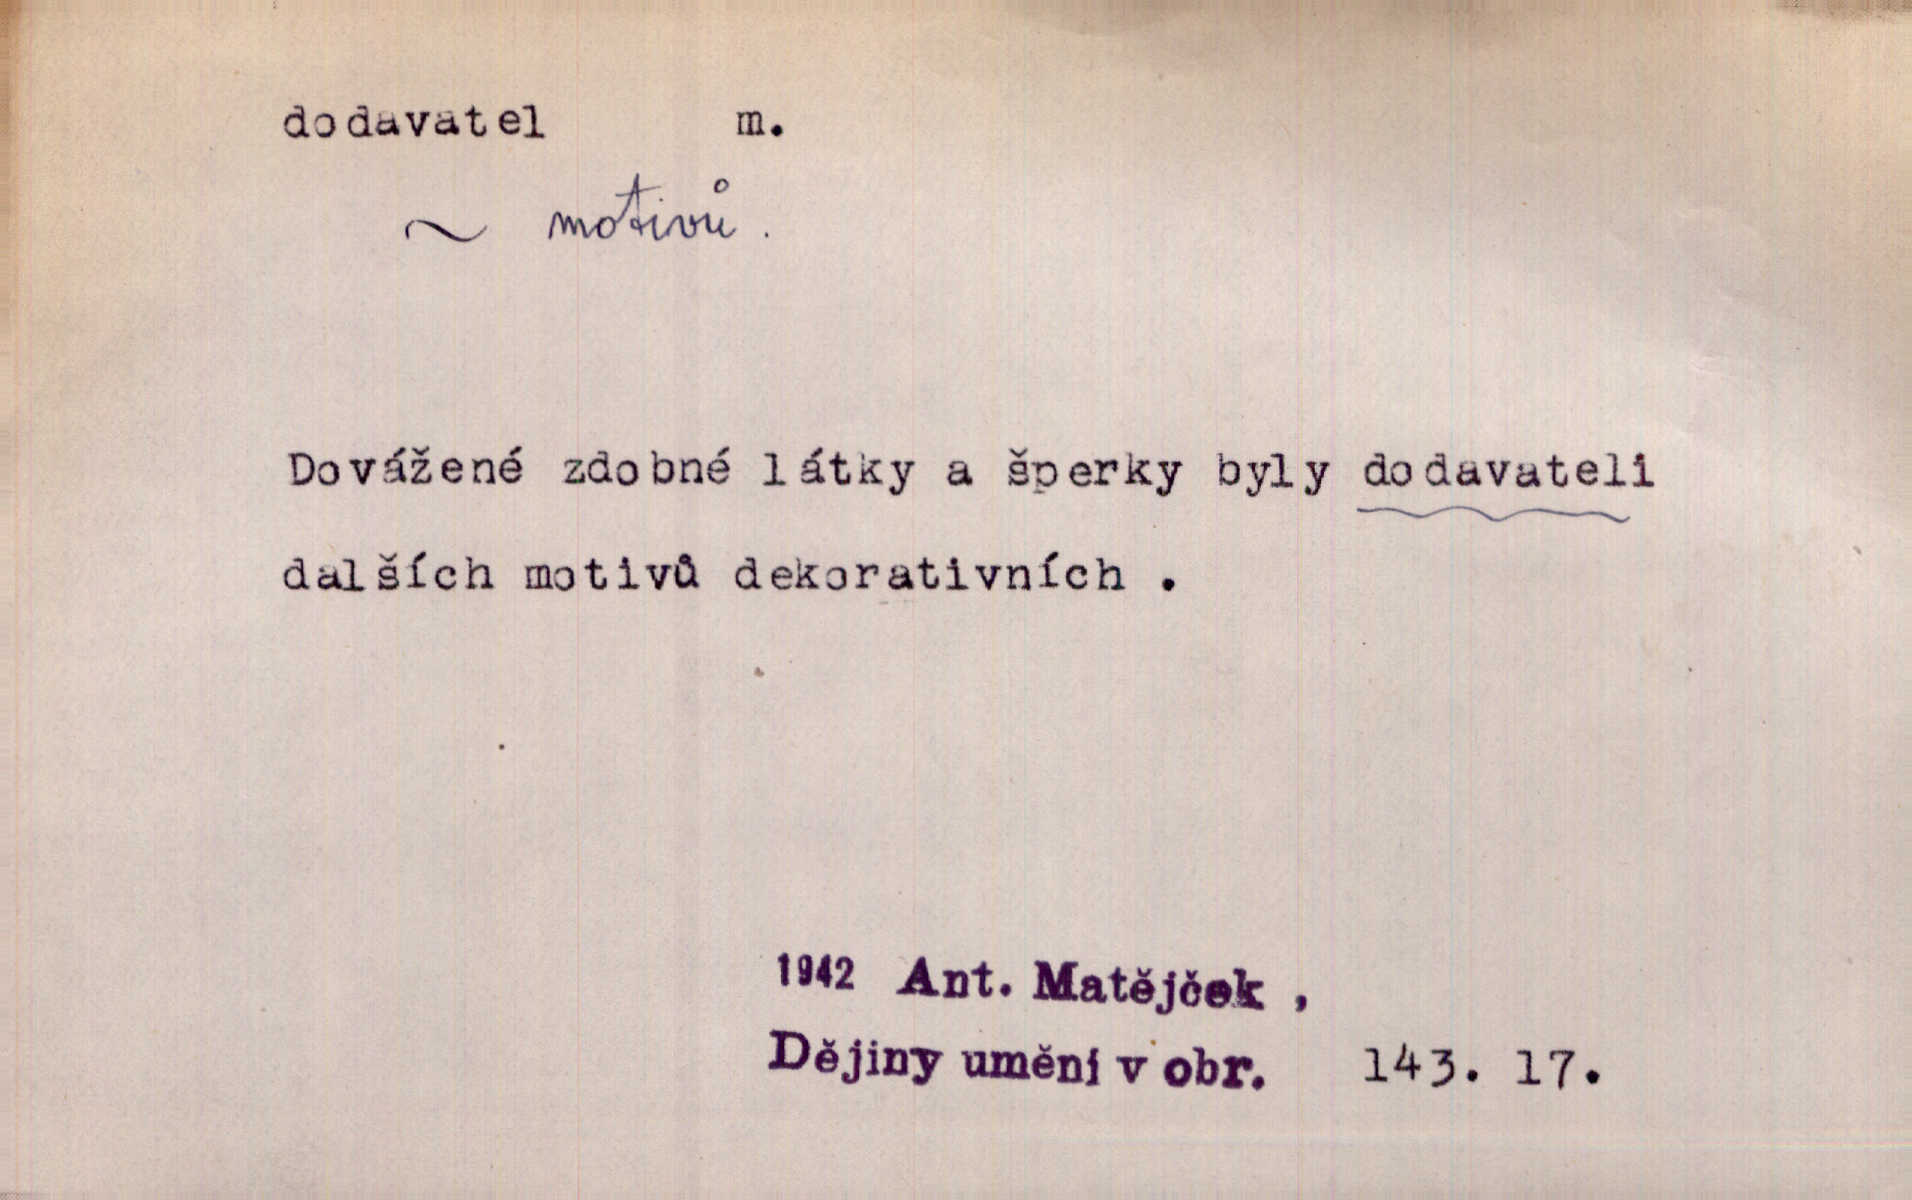 dodavatel m.
~ motivů.
Dovážené zdobné látky a šperky byly dodavateli
dalších motivů dekorativních .
1942 Ant. Matějček ,
Dějiny umění v obr. 143. 17.